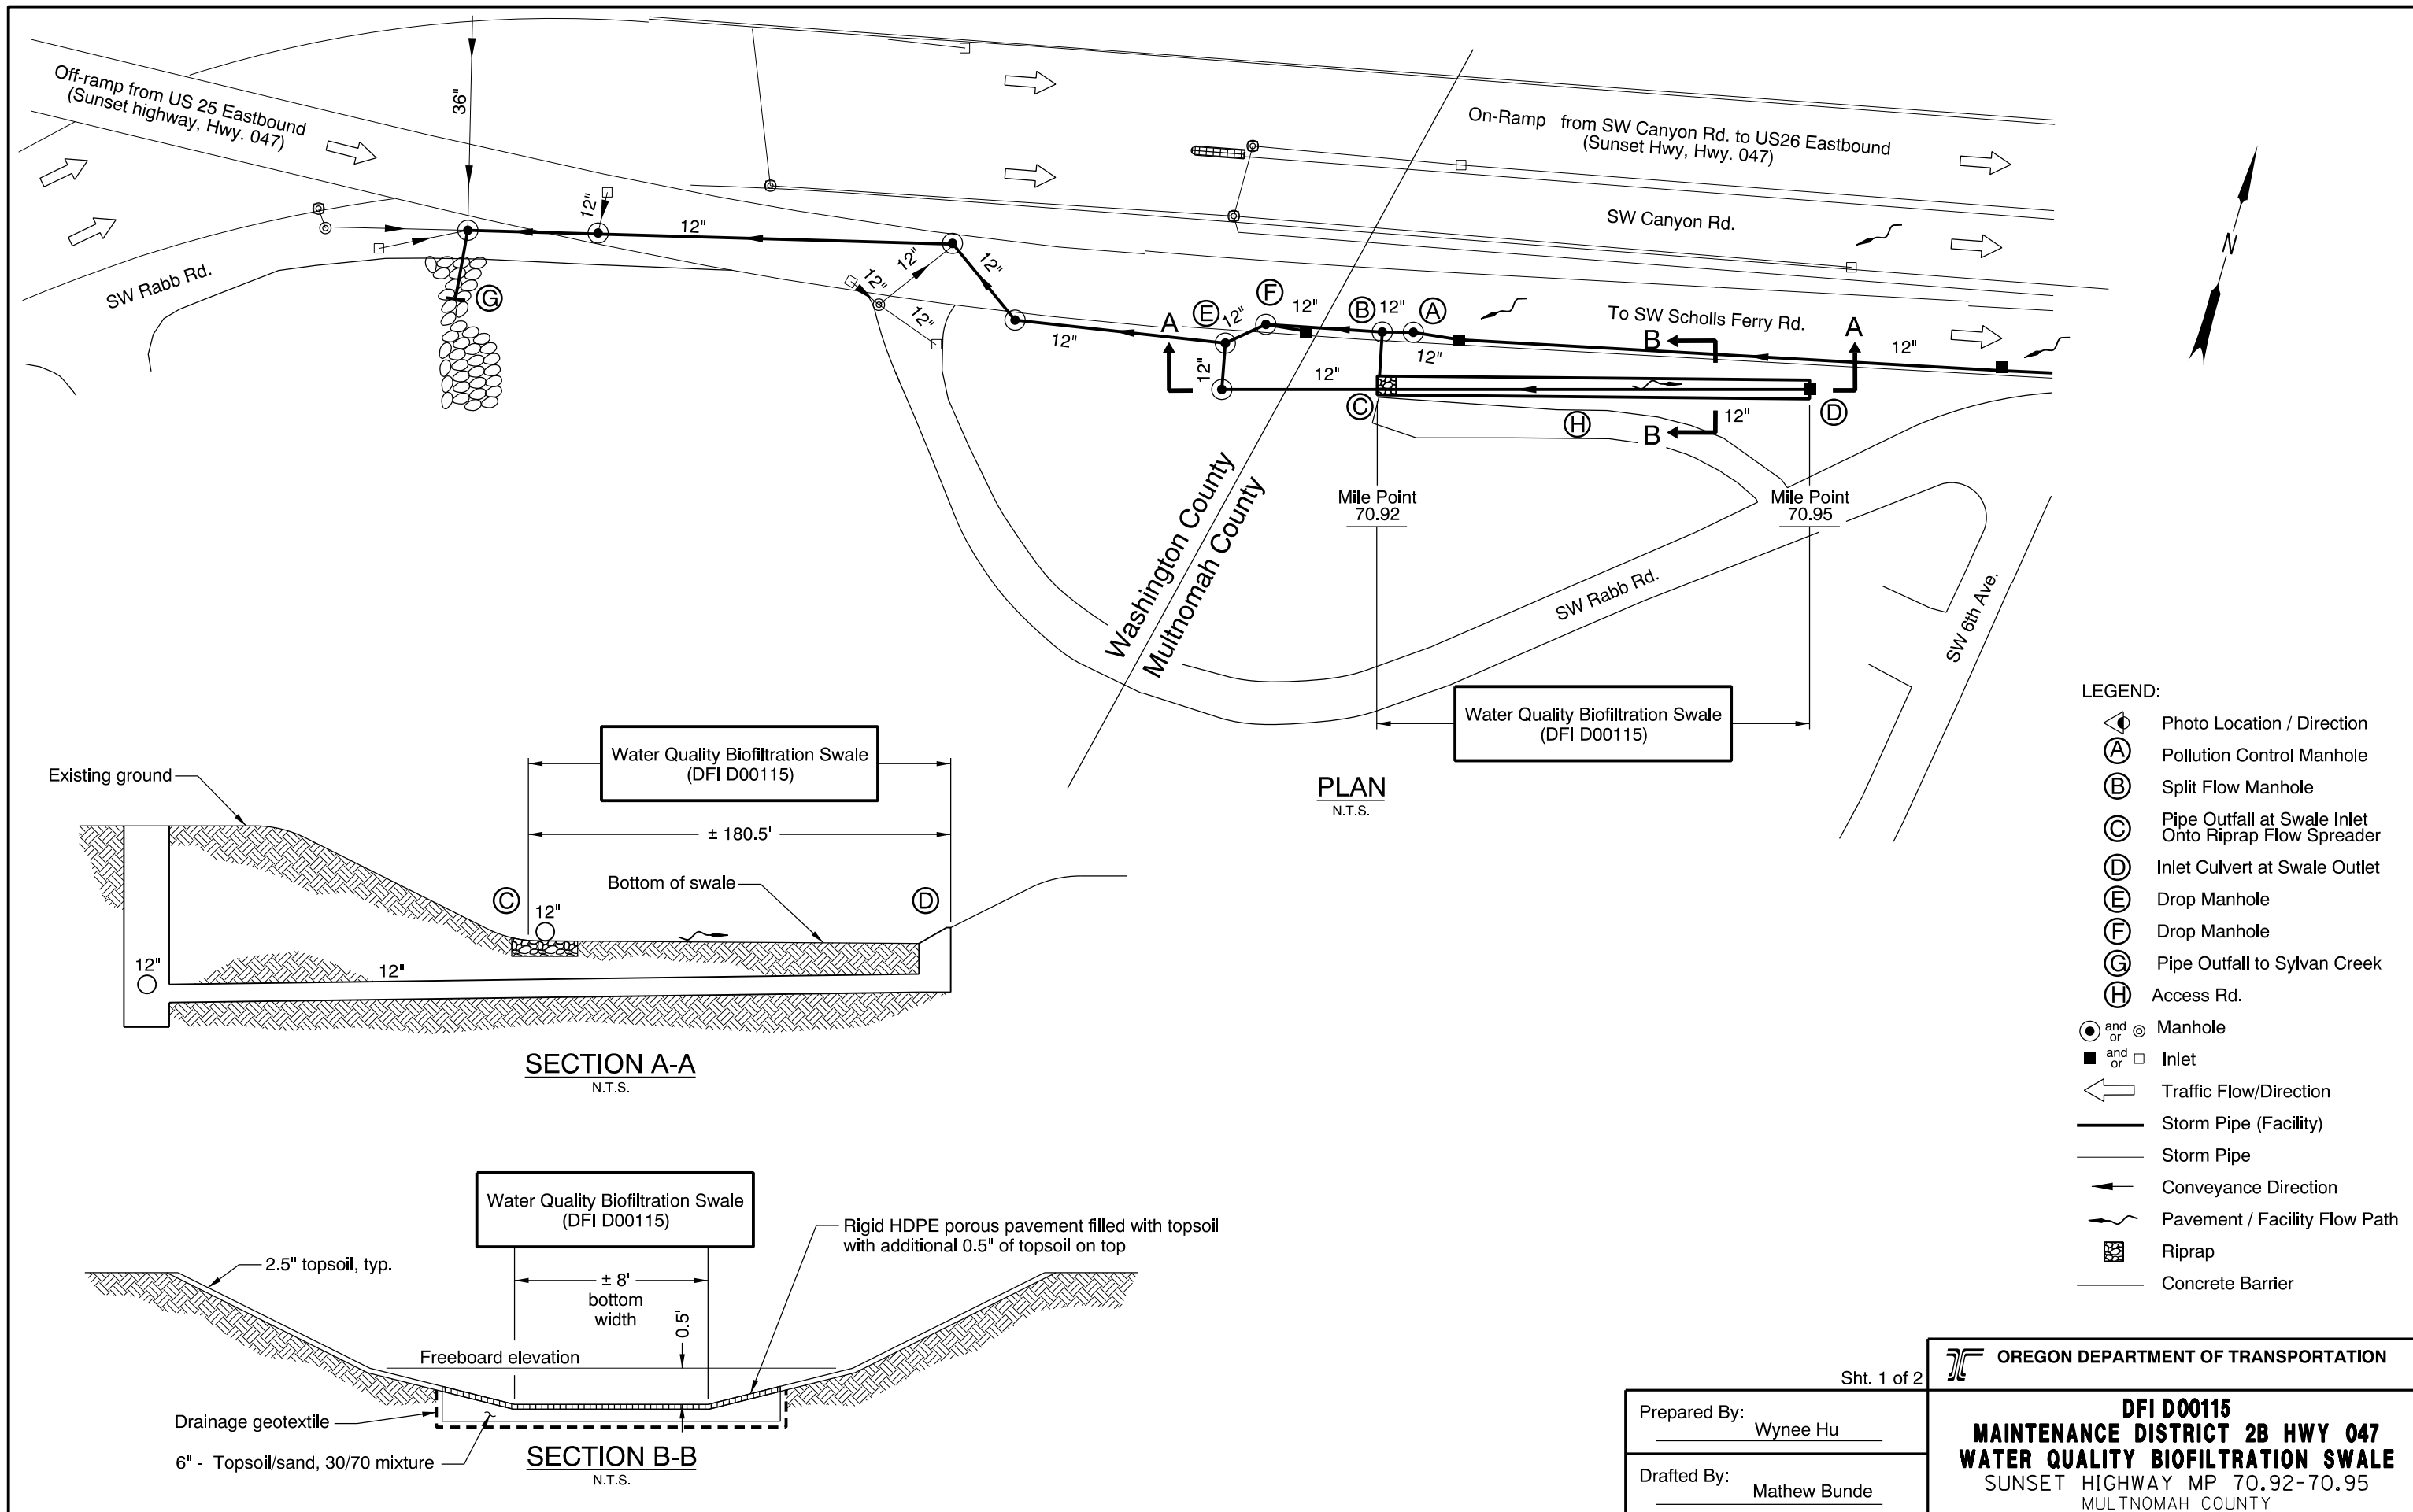 Off-ramp from US 25 Eastbound
(Sunset highway, Hwy. 047)
36"
On-Ramp from SW Canyon Rd. to US26 Eastbound
(Sunset Hwy, Hwy. 047)
SW Canyon Rd.
N
SW Rabb Rd.
12"
12"
12"
12"
12"
12"
G
12"
E
12"
F
12"
B
12"
A
12"
To SW Scholls Ferry Rd.
A
A
B
12"
12"
12"
C
D
H
B
12"
Mile Point
70.92
Mile Point
70.95
Washington County
Multnomah County
SW Rabb Rd.
SW 6th Ave.
Water Quality Biofiltration Swale
(DFI D00115)
PLAN
N.T.S.
Water Quality Biofiltration Swale
(DFI D00115)
Existing ground
± 180.5'
Bottom of swale
C
12"
D
12"
12"
SECTION A-A
N.T.S.
Water Quality Biofiltration Swale
(DFI D00115)
Rigid HDPE porous pavement filled with topsoil
with additional 0.5" of topsoil on top
2.5" topsoil, typ.
± 8'
bottom
width
0.5'
Freeboard elevation
Drainage geotextile
6" - Topsoil/sand, 30/70 mixture
SECTION B-B
N.T.S.
LEGEND:
Photo Location / Direction
A Pollution Control Manhole
B Split Flow Manhole
C Pipe Outfall at Swale Inlet
Onto Riprap Flow Spreader
D Inlet Culvert at Swale Outlet
E Drop Manhole
F Drop Manhole
G Pipe Outfall to Sylvan Creek
H Access Rd.
and or Manhole
and or Inlet
Traffic Flow/Direction
Storm Pipe (Facility)
Storm Pipe
Conveyance Direction
Pavement / Facility Flow Path
Riprap
Concrete Barrier
Sht. 1 of 2
OREGON DEPARTMENT OF TRANSPORTATION
Prepared By:
Wynee Hu
Drafted By:
Mathew Bunde
DFI D00115
MAINTENANCE DISTRICT 2B HWY 047
WATER QUALITY BIOFILTRATION SWALE
SUNSET HIGHWAY MP 70.92-70.95
MULTNOMAH COUNTY